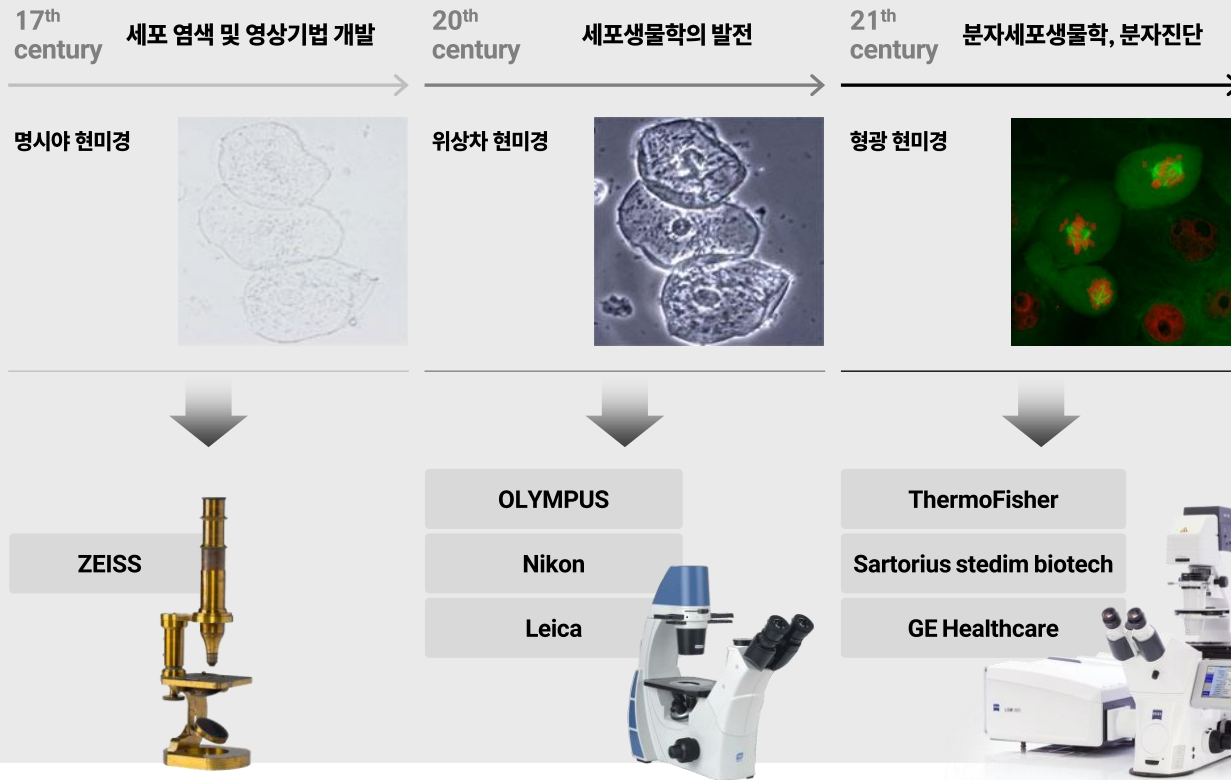 17th
century
세포 염색 및 영상기법 개발
20th
century
세포생물학의 발전
21th
century
분자세포생물학, 분자진단
명시야 현미경
위상차 현미경
형광 현미경
ZEISS
OLYMPUS
Nikon
Leica
ThermoFisher
Sartorius stedim biotech
GE Healthcare